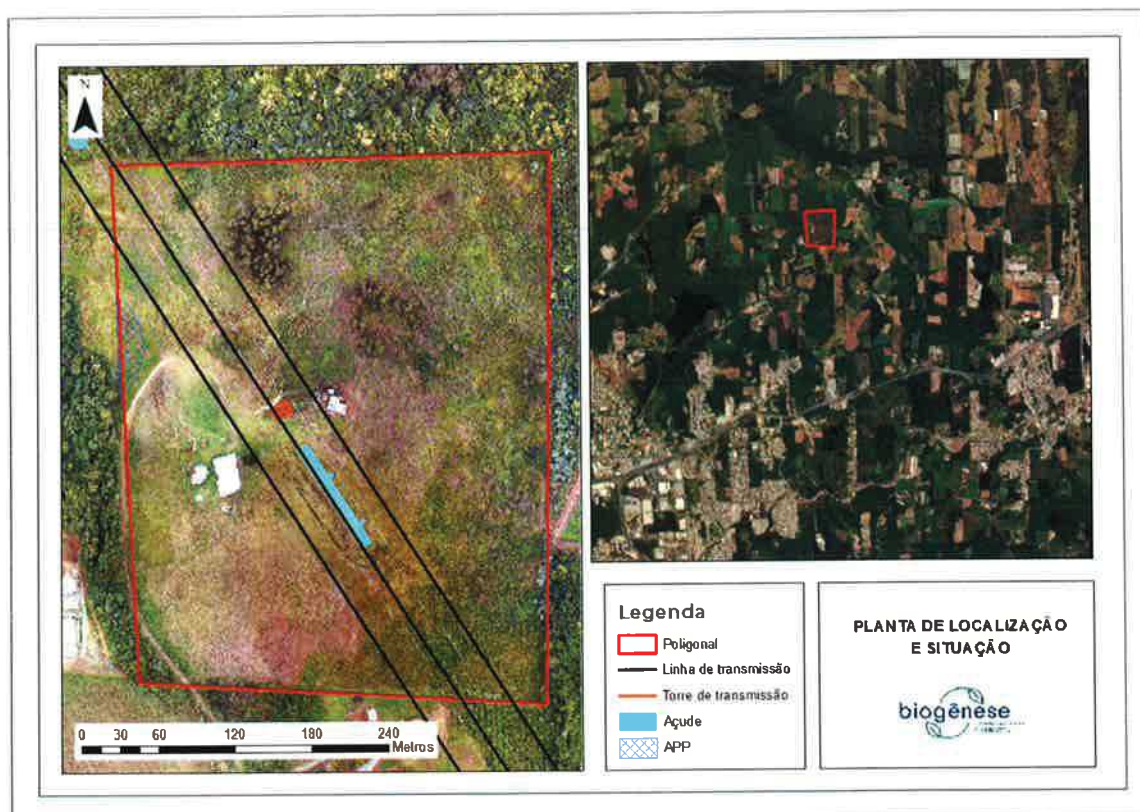 N
0 30 60 120 180 240
Metros
Legenda
Poligonal
Linha de transmissão
Torre de transmissão
Açude
APP
PLANTA DE LOCALIZAÇÃO
E SITUAÇÃO
biogênese